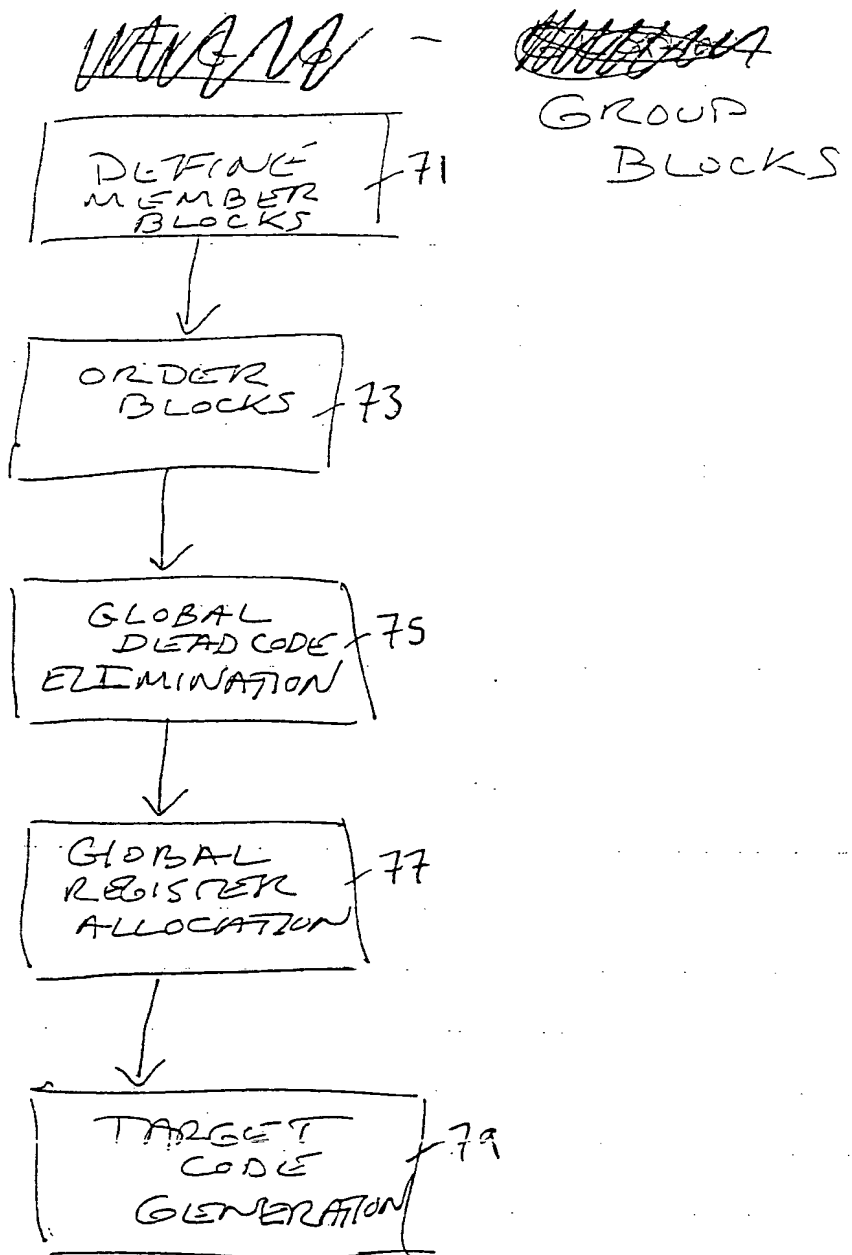 GROUP
BLOCKS
DEFINE
MEMBER
BLOCKS
71
ORDER
BLOCKS
73
GLOBAL
DEAD CODE
ELIMINATION
75
GLOBAL
REGISTER
ALLOCATION
77
TARGET
CODE
GENERATION
79